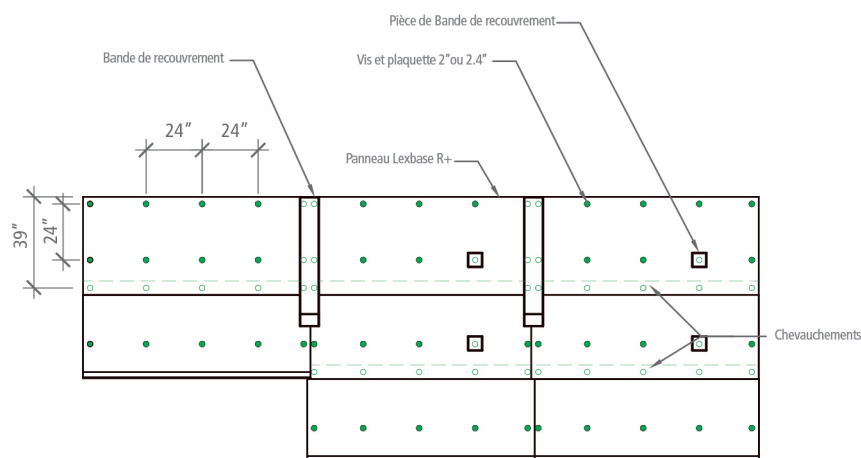 Pièce de Bande de recouvrement
Bande de recouvrement
Vis et plaquette 2"ou 2.4"
24"
24"
Panneau Lexbase R+
39"
24"
Chevauchements